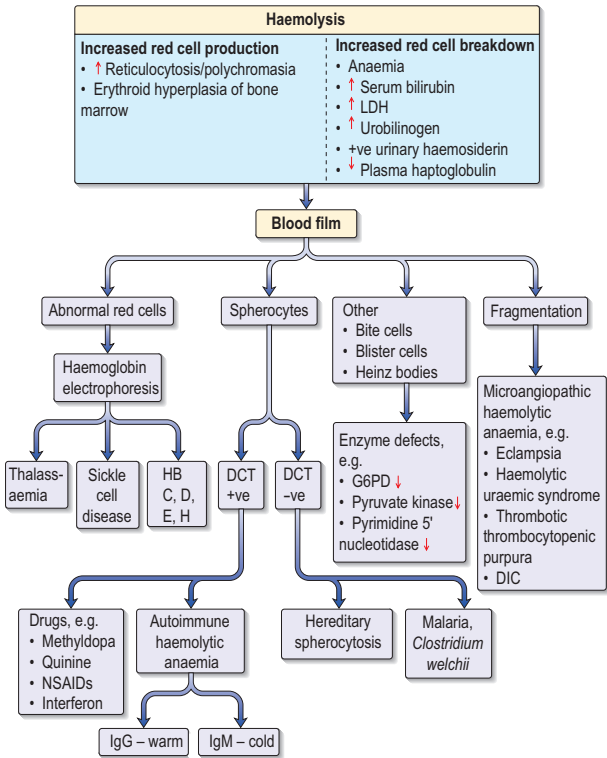 Haemolysis
Increased red cell production
• ↑ Reticulocytosis/polychromasia
• Erythroid hyperplasia of bone
marrow
Increased red cell breakdown
• Anaemia
• ↑ Serum bilirubin
• ↑ LDH
• ↑ Urobilinogen
• +ve urinary haemosiderin
• ↓ Plasma haptoglobulin
Blood film
Abnormal red cells
Spherocytes
Other
• Bite cells
• Blister cells
• Heinz bodies
Fragmentation
Haemoglobin
electrophoresis
Thalass-
aemia
Sickle
cell
disease
HB
C, D,
E, H
DCT
+ve
DCT
–ve
Enzyme defects,
e.g.
• G6PD ↓
• Pyruvate kinase ↓
• Pyrimidine 5'
nucleotidase ↓
Microangiopathic
haemolytic
anaemia, e.g.
• Eclampsia
• Haemolytic
uraemic syndrome
• Thrombotic
thrombocytopenic
purpura
• DIC
Drugs, e.g.
• Methyldopa
• Quinine
• NSAIDs
• Interferon
Autoimmune
haemolytic
anaemia
Hereditary
spherocytosis
Malaria,
Clostridium
welchii
IgG – warm
IgM – cold